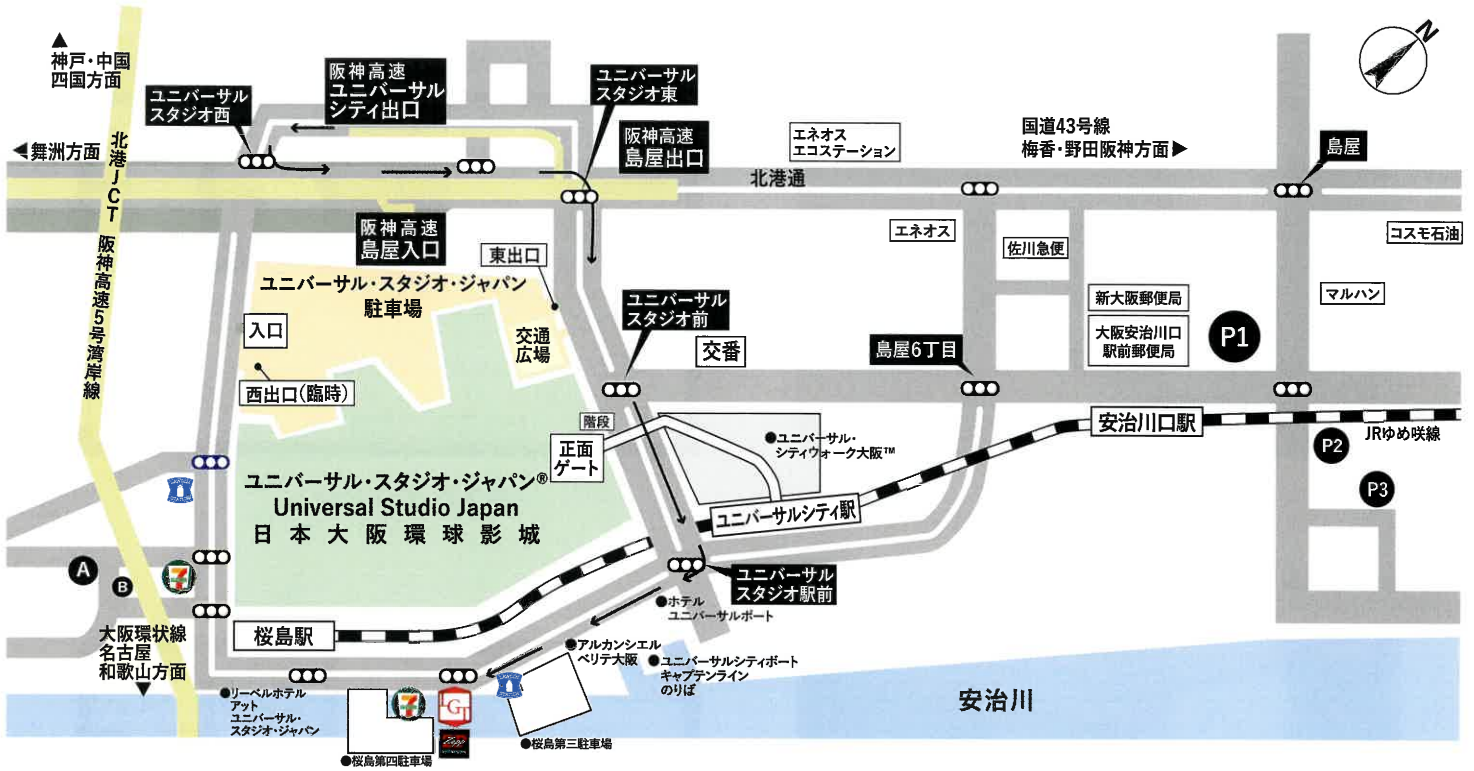 N
神戸・中国
四国方面
阪神高速
ユニバーサル
シティ出口
ユニバーサル
スタジオ西
ユニバーサル
スタジオ東
阪神高速
島屋出口
エネオス
エコステーション
国道43号線
梅香・野田阪神方面▶
島屋
◀舞洲方面
北港JCT 阪神高速5号湾岸線
北港通
阪神高速
島屋入口
東出口
エネオス
佐川急便
コスモ石油
ユニバーサル・スタジオ・ジャパン
駐車場
入口
交通
広場
ユニバーサル
スタジオ前
交番
島屋6丁目
新大阪郵便局
大阪安治川口
駅前郵便局
P1
マルハン
西出口(臨時)
階段
正面
ゲート
●ユニバーサル・
シティウォーク大阪™
安治川口駅
JRゆめ咲線
P2
P3
ユニバーサル・スタジオ・ジャパン®
Universal Studio Japan
日本大阪環球影城
ユニバーサルシティ駅
LAWSON
STATION
A
B
7
ELEVEN
ユニバーサル
スタジオ駅前
●ホテル
ユニバーサルポート
桜島駅
大阪環状線
名古屋
和歌山方面
●アルカンシエル
ベリテ大阪
●ユニバーサルシティポート
キャプテンライン
のりば
安治川
●リーベルホテル
アット
ユニバーサル・
スタジオ・ジャパン
7
ELEVEN
LGT
Zepp
LAWSON
STATION
●桜島第三駐車場
●桜島第四駐車場